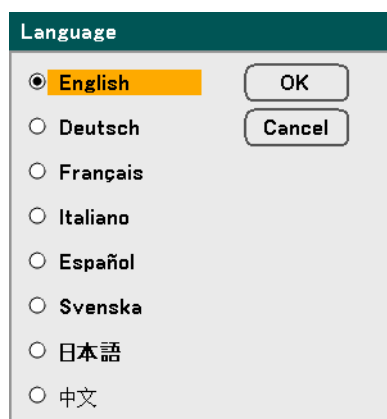 Language
English OK
Deutsch Cancel
Français
Italiano
Español
Svenska
日本語
中文